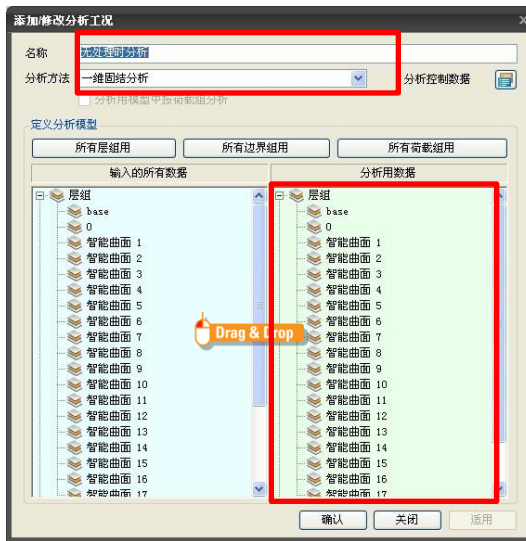 添加/修改分析工况
名称 无处理时分析
分析方法 一维固结分析 分析控制数据
分析用模型中按荷载组分析
定义分析模型
所有层组用 所有边界组用 所有荷载组用
输入的所有数据 分析用数据
层组 层组
base base
0 0
智能曲面 1 智能曲面 1
智能曲面 2 智能曲面 2
智能曲面 3 智能曲面 3
智能曲面 4 智能曲面 4
智能曲面 5 智能曲面 5
智能曲面 6 智能曲面 6
智能曲面 7 Drag & Drop 智能曲面 7
智能曲面 8 智能曲面 8
智能曲面 9 智能曲面 9
智能曲面 10 智能曲面 10
智能曲面 11 智能曲面 11
智能曲面 12 智能曲面 12
智能曲面 13 智能曲面 13
智能曲面 14 智能曲面 14
智能曲面 15 智能曲面 15
智能曲面 16 智能曲面 16
智能曲面 17 智能曲面 17
确认 关闭 适用